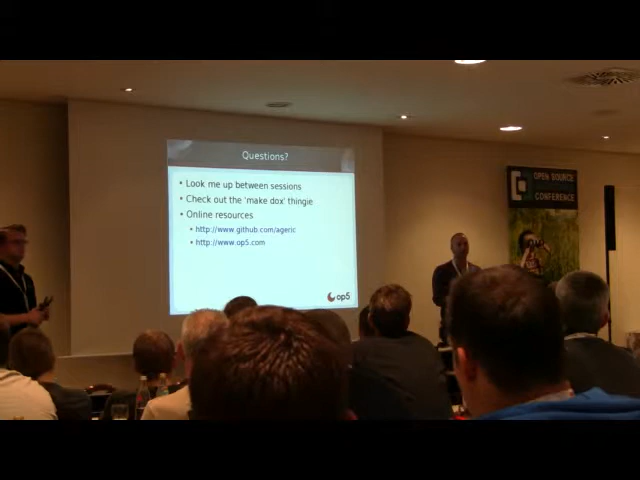 Questions?
Look me up between sessions
Check out the 'make dox' thingie
Online resources
http://www.github.com/ageric
http://www.op5.com
op5
OPEN SOURCE
CONFERENCE